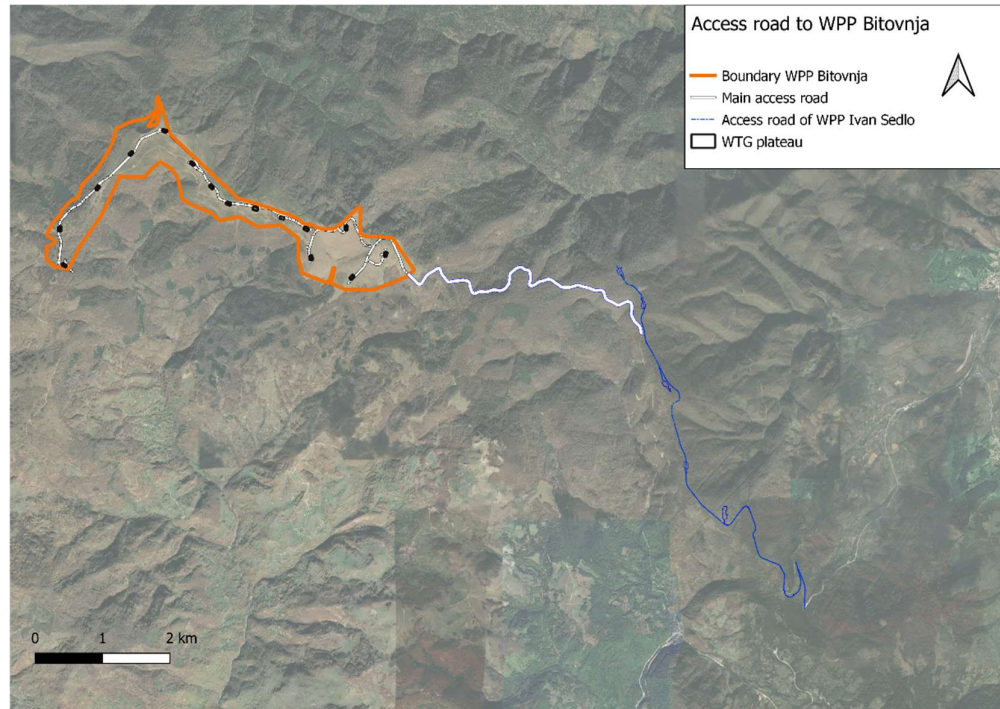 Access road to WPP Bitovnja
Boundary WPP Bitovnja
Main access road
Access road of WPP Ivan Sedlo
WTG plateau
0 1 2 km